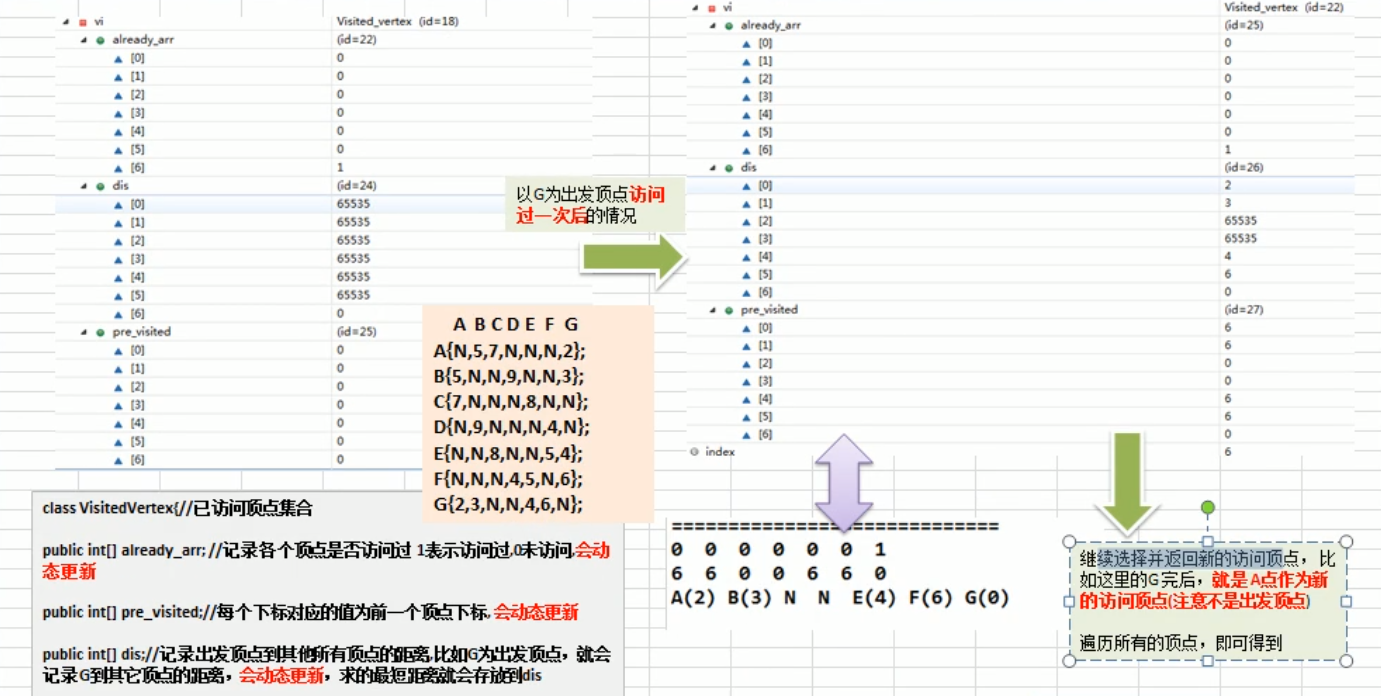 vi Visited_vertex (id=18)
already_arr (id=22)
[0] 0
[1] 0
[2] 0
[3] 0
[4] 0
[5] 0
[6] 1
dis (id=24)
[0] 65535
[1] 65535
[2] 65535
[3] 65535
[4] 65535
[5] 65535
[6] 0
pre_visited (id=25)
[0] 0
[1] 0
[2] 0
[3] 0
[4] 0
[5] 0
[6] 0
以G为出发顶点访问
过一次后的情况
vi Visited_vertex (id=22)
already_arr (id=25)
[0] 0
[1] 0
[2] 0
[3] 0
[4] 0
[5] 0
[6] 1
dis (id=26)
[0] 2
[1] 3
[2] 65535
[3] 65535
[4] 4
[5] 6
[6] 0
pre_visited (id=27)
[0] 6
[1] 6
[2] 0
[3] 0
[4] 6
[5] 6
[6] 0
index 6
A B C D E F G
A{N,5,7,N,N,N,2};
B{5,N,N,9,N,N,3};
C{7,N,N,N,8,N,N};
D{N,9,N,N,N,4,N};
E{N,N,8,N,N,5,4};
F{N,N,N,4,5,N,6};
G{2,3,N,N,4,6,N};
class VisitedVertex{//已访问顶点集合
public int[] already_arr; //记录各个顶点是否访问过 1表示访问过,0未访问,会动
态更新
public int[] pre_visited;//每个下标对应的值为前一个顶点下标, 会动态更新
public int[] dis;//记录出发顶点到其他所有顶点的距离,比如G为出发顶点，就会
记录G到其它顶点的距离，会动态更新，求的最短距离就会存放到dis
===========================
0 0 0 0 0 0 1
6 6 0 0 6 6 0
A(2) B(3) N N E(4) F(6) G(0)
继续选择并返回新的访问顶点，比
如这里的G 完后，就是 A点作为新
的访问顶点(注意不是出发顶点)
遍历所有的顶点，即可得到